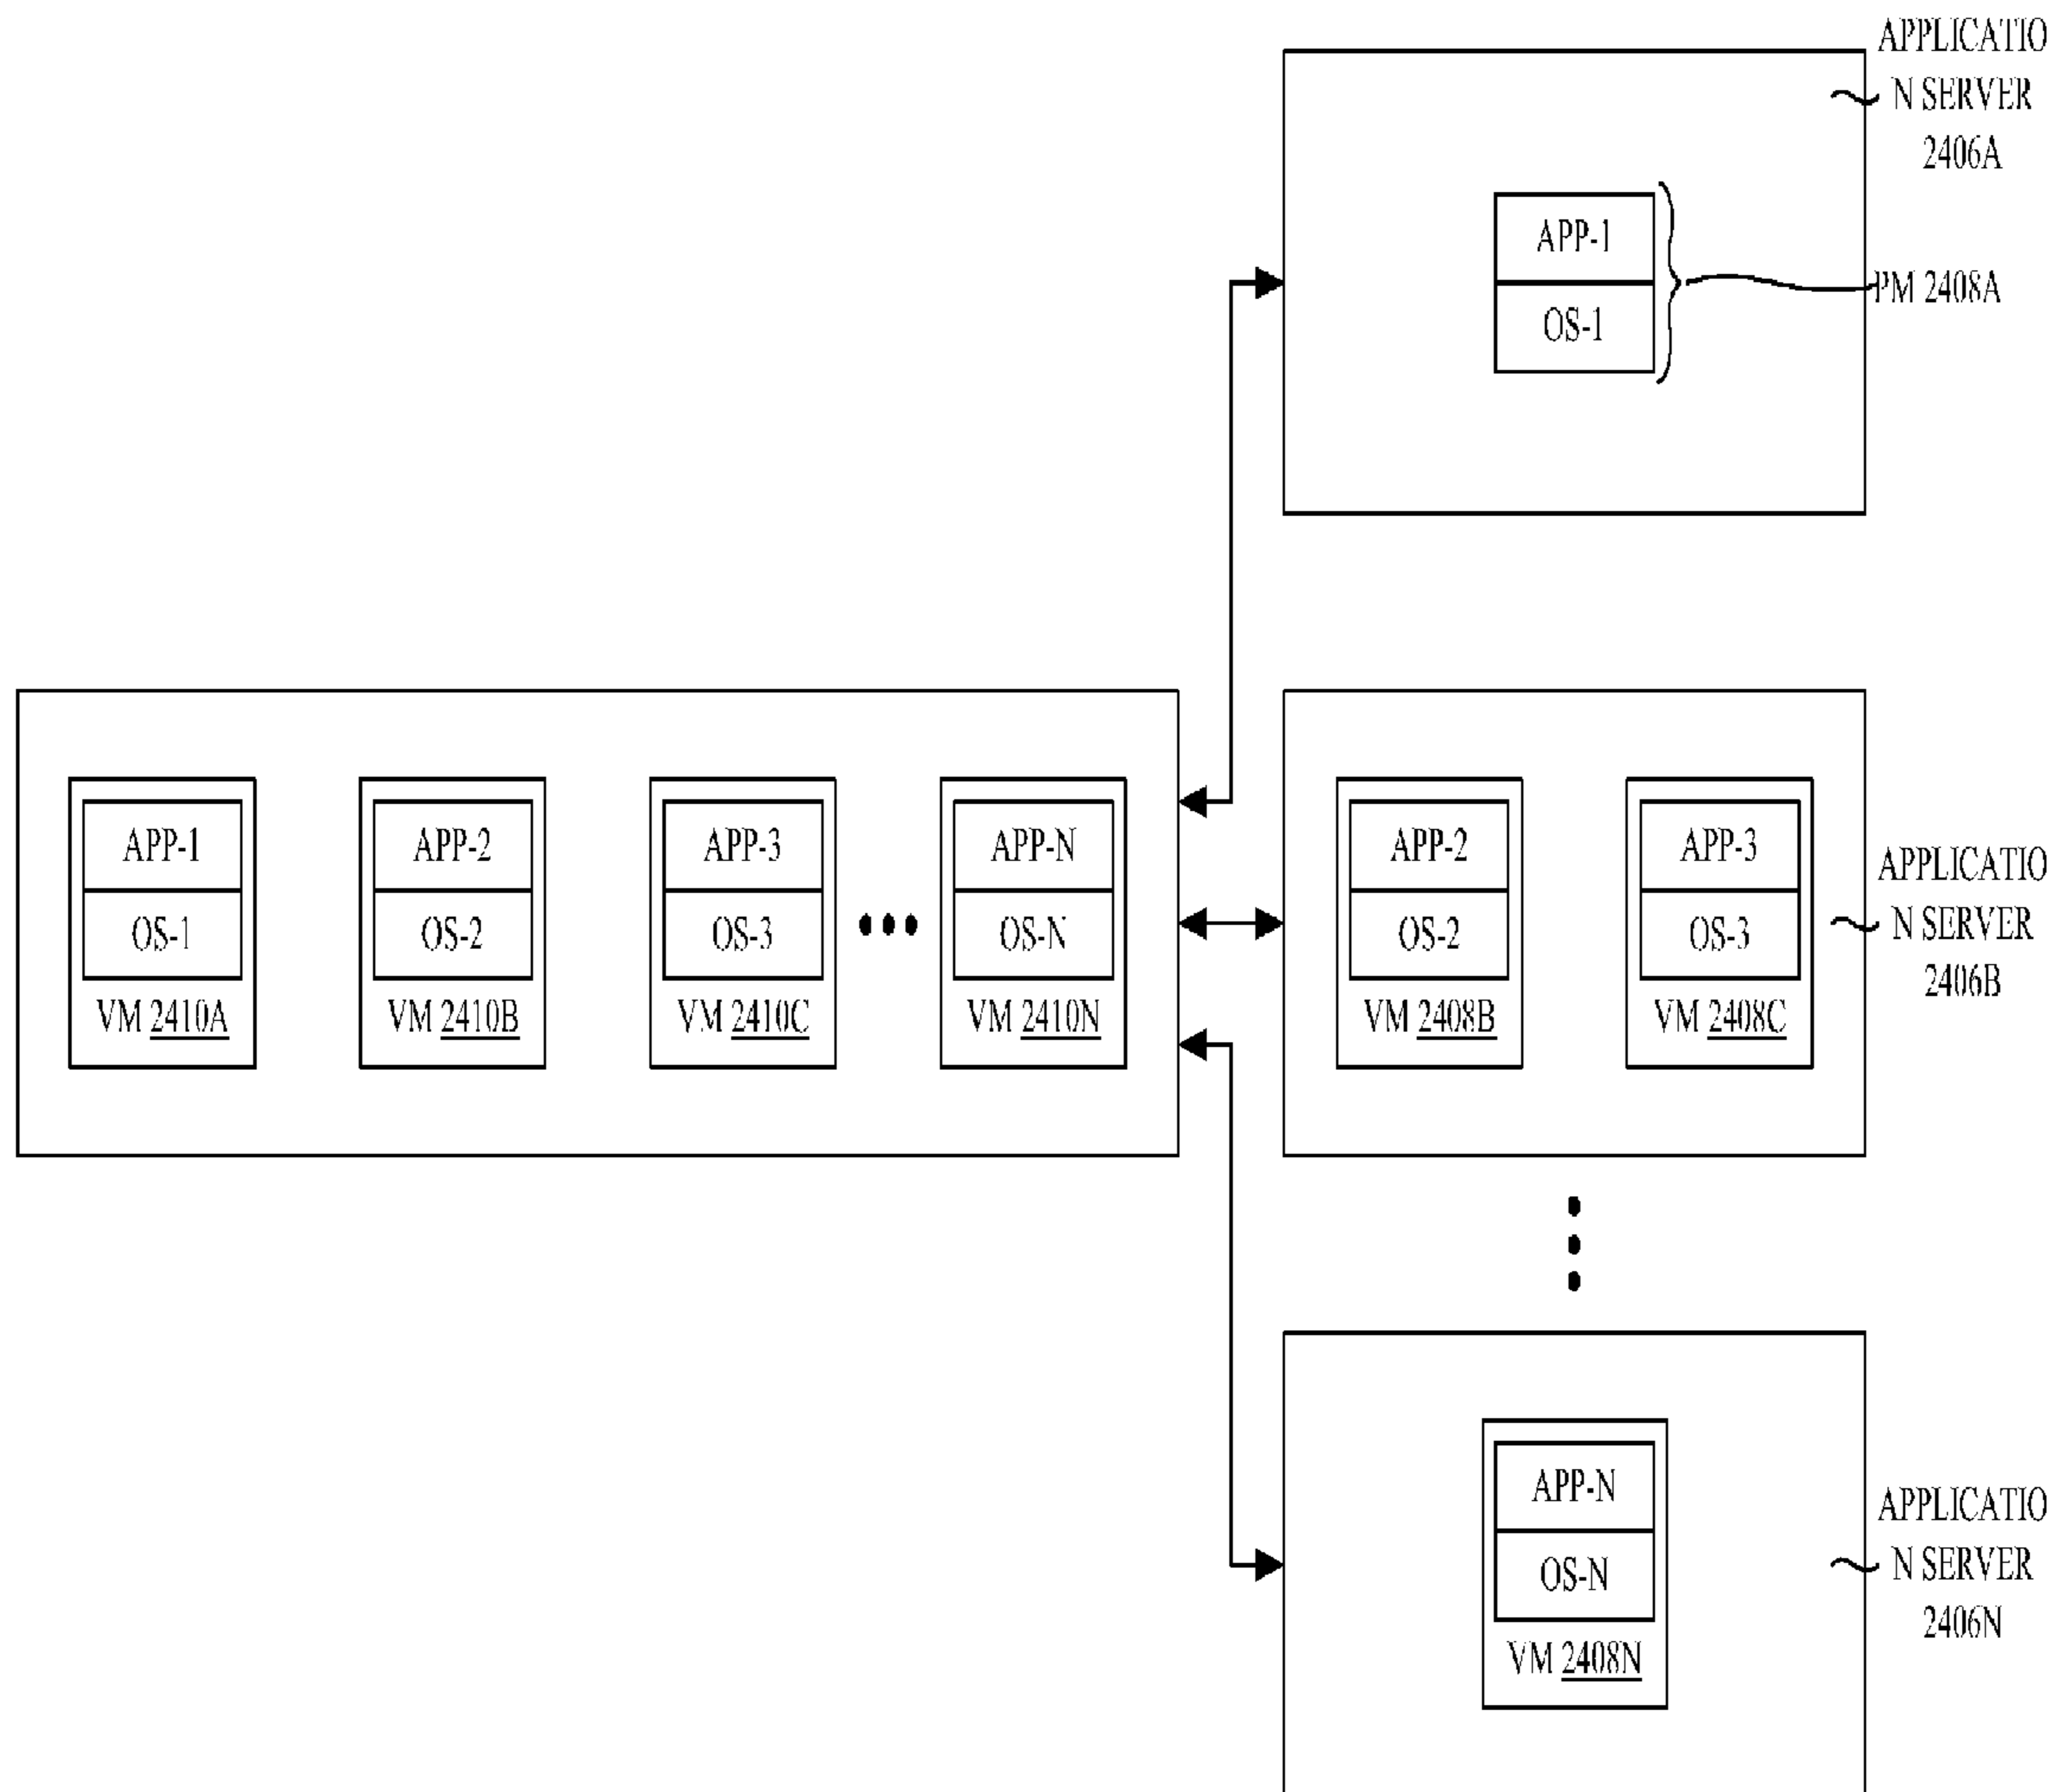 APPLICATIO
N SERVER
2406A
APP-1
OS-1
PM 2408A
APP-1
OS-1
VM 2410A
APP-2
OS-2
VM 2410B
APP-3
OS-3
VM 2410C
APP-N
OS-N
VM 2410N
APP-2
OS-2
VM 2408B
APP-3
OS-3
VM 2408C
APPLICATIO
N SERVER
2406B
APP-N
OS-N
VM 2408N
APPLICATIO
N SERVER
2406N